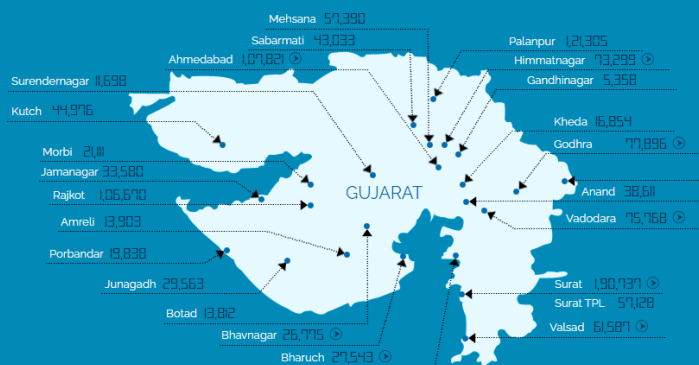 Mehsana 57,390
Sabarmati 43,033
Palanpur 1,21,305
Ahmedabad 1,07,821
Himmatnagar 73,299
Surendernagar 11,698
Gandhinagar 5,358
Kutch 44,976
Kheda 16,854
Godhra 77,896
Morbi 21,111
Jamanagar 33,580
Rajkot 1,06,670
GUJARAT
Anand 38,611
Amreli 13,903
Vadodara 75,768
Porbandar 19,838
Junagadh 29,563
Surat 1,90,737
Surat TPL 57,128
Botad 13,812
Valsad 61,587
Bhavnagar 26,775
Bharuch 27,543